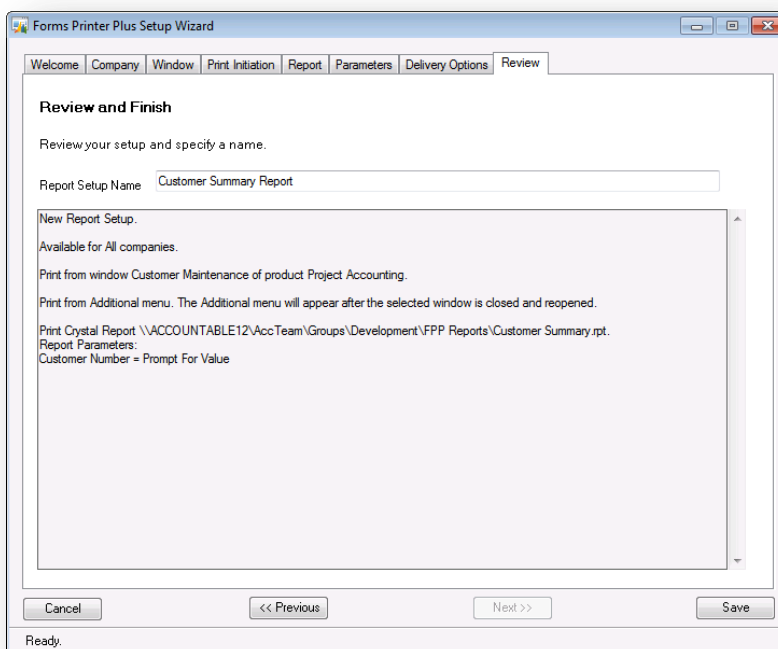 Forms Printer Plus Setup Wizard
Welcome Company Window Print Initiation Report Parameters Delivery Options Review
Review and Finish
Review your setup and specify a name.
Report Setup Name Customer Summary Report
New Report Setup.
Available for All companies.
Print from window Customer Maintenance of product Project Accounting.
Print from Additional menu. The Additional menu will appear after the selected window is closed and reopened.
Print Crystal Report \\ACCOUNTABLE12\AccTeam\Groups\Development\FPP Reports\Customer Summary.rpt.
Report Parameters:
Customer Number = Prompt For Value
Cancel << Previous Next >> Save
Ready.